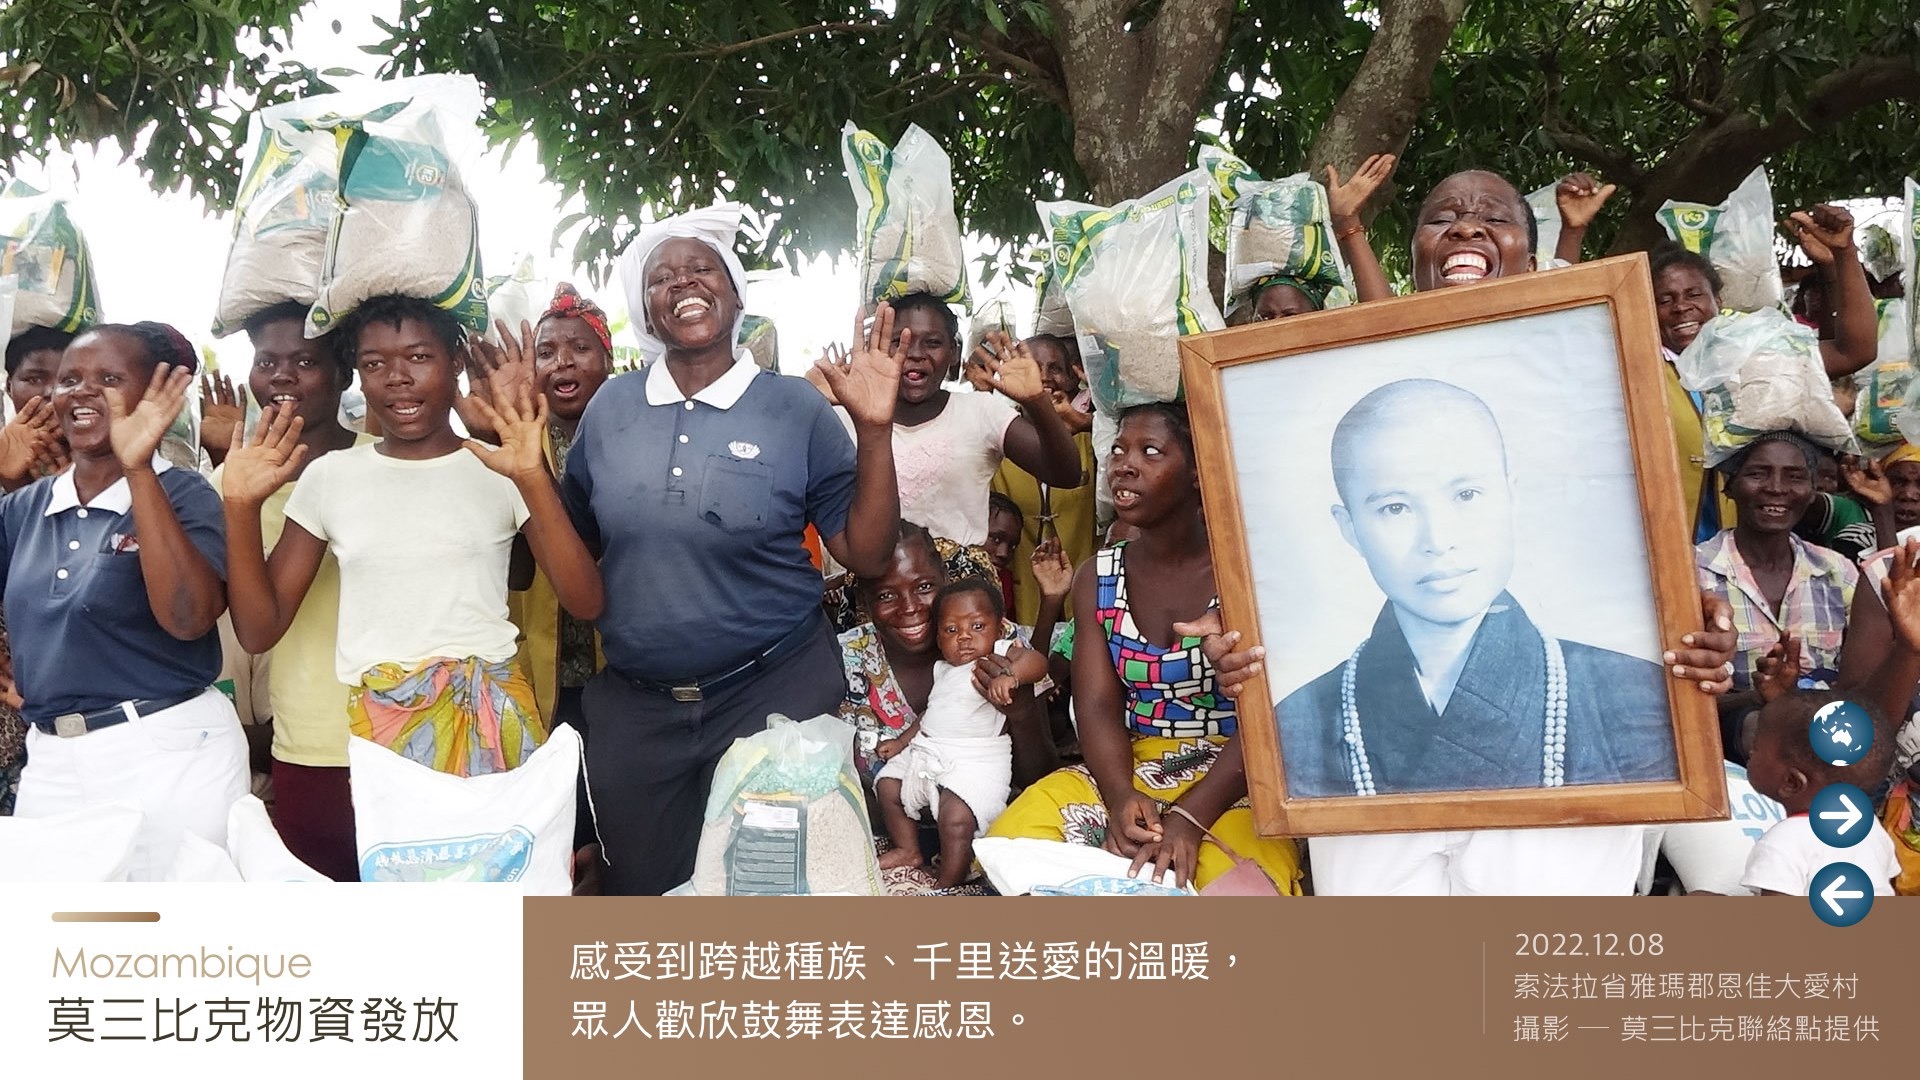 Mozambique
莫三比克物資發放
感受到跨越種族、千里送愛的溫暖，
眾人歡欣鼓舞表達感恩。
2022.12.08
索法拉省雅瑪郡恩佳大愛村
攝影 — 莫三比克聯絡點提供